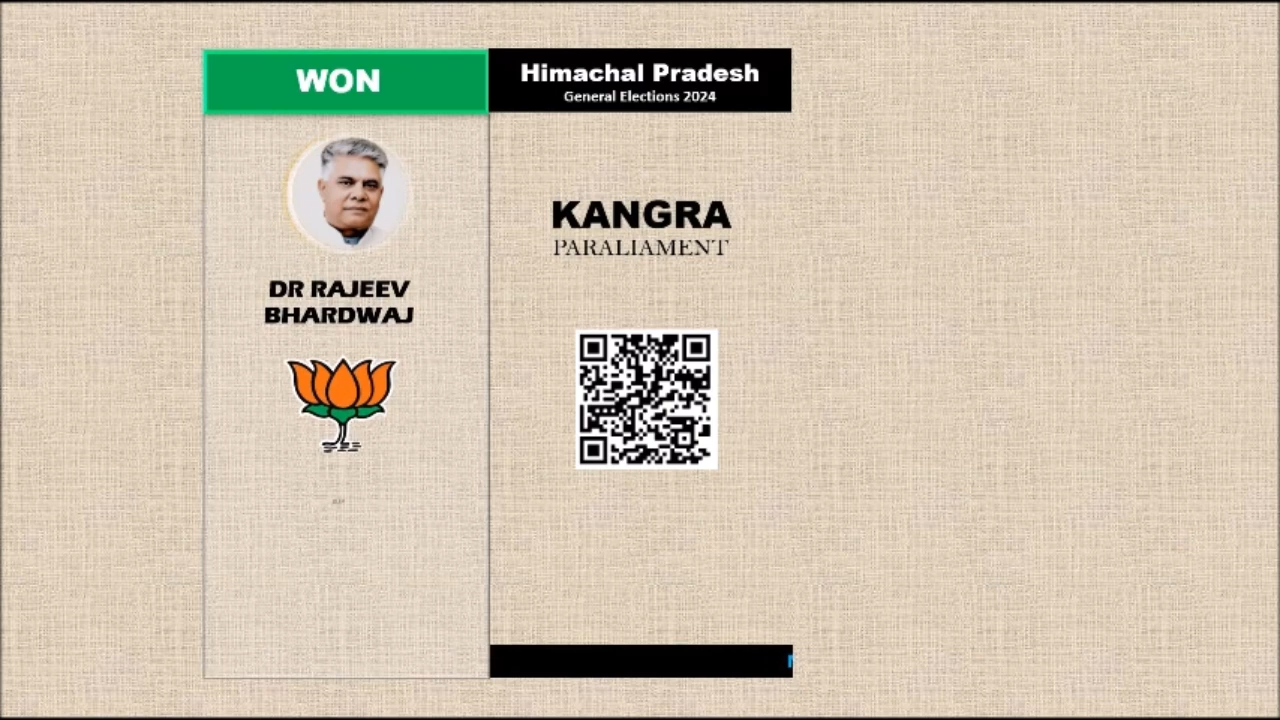 WON
Himachal Pradesh
General Elections 2024
KANGRA
PARALIAMENT
DR RAJEEV
BHARDWAJ